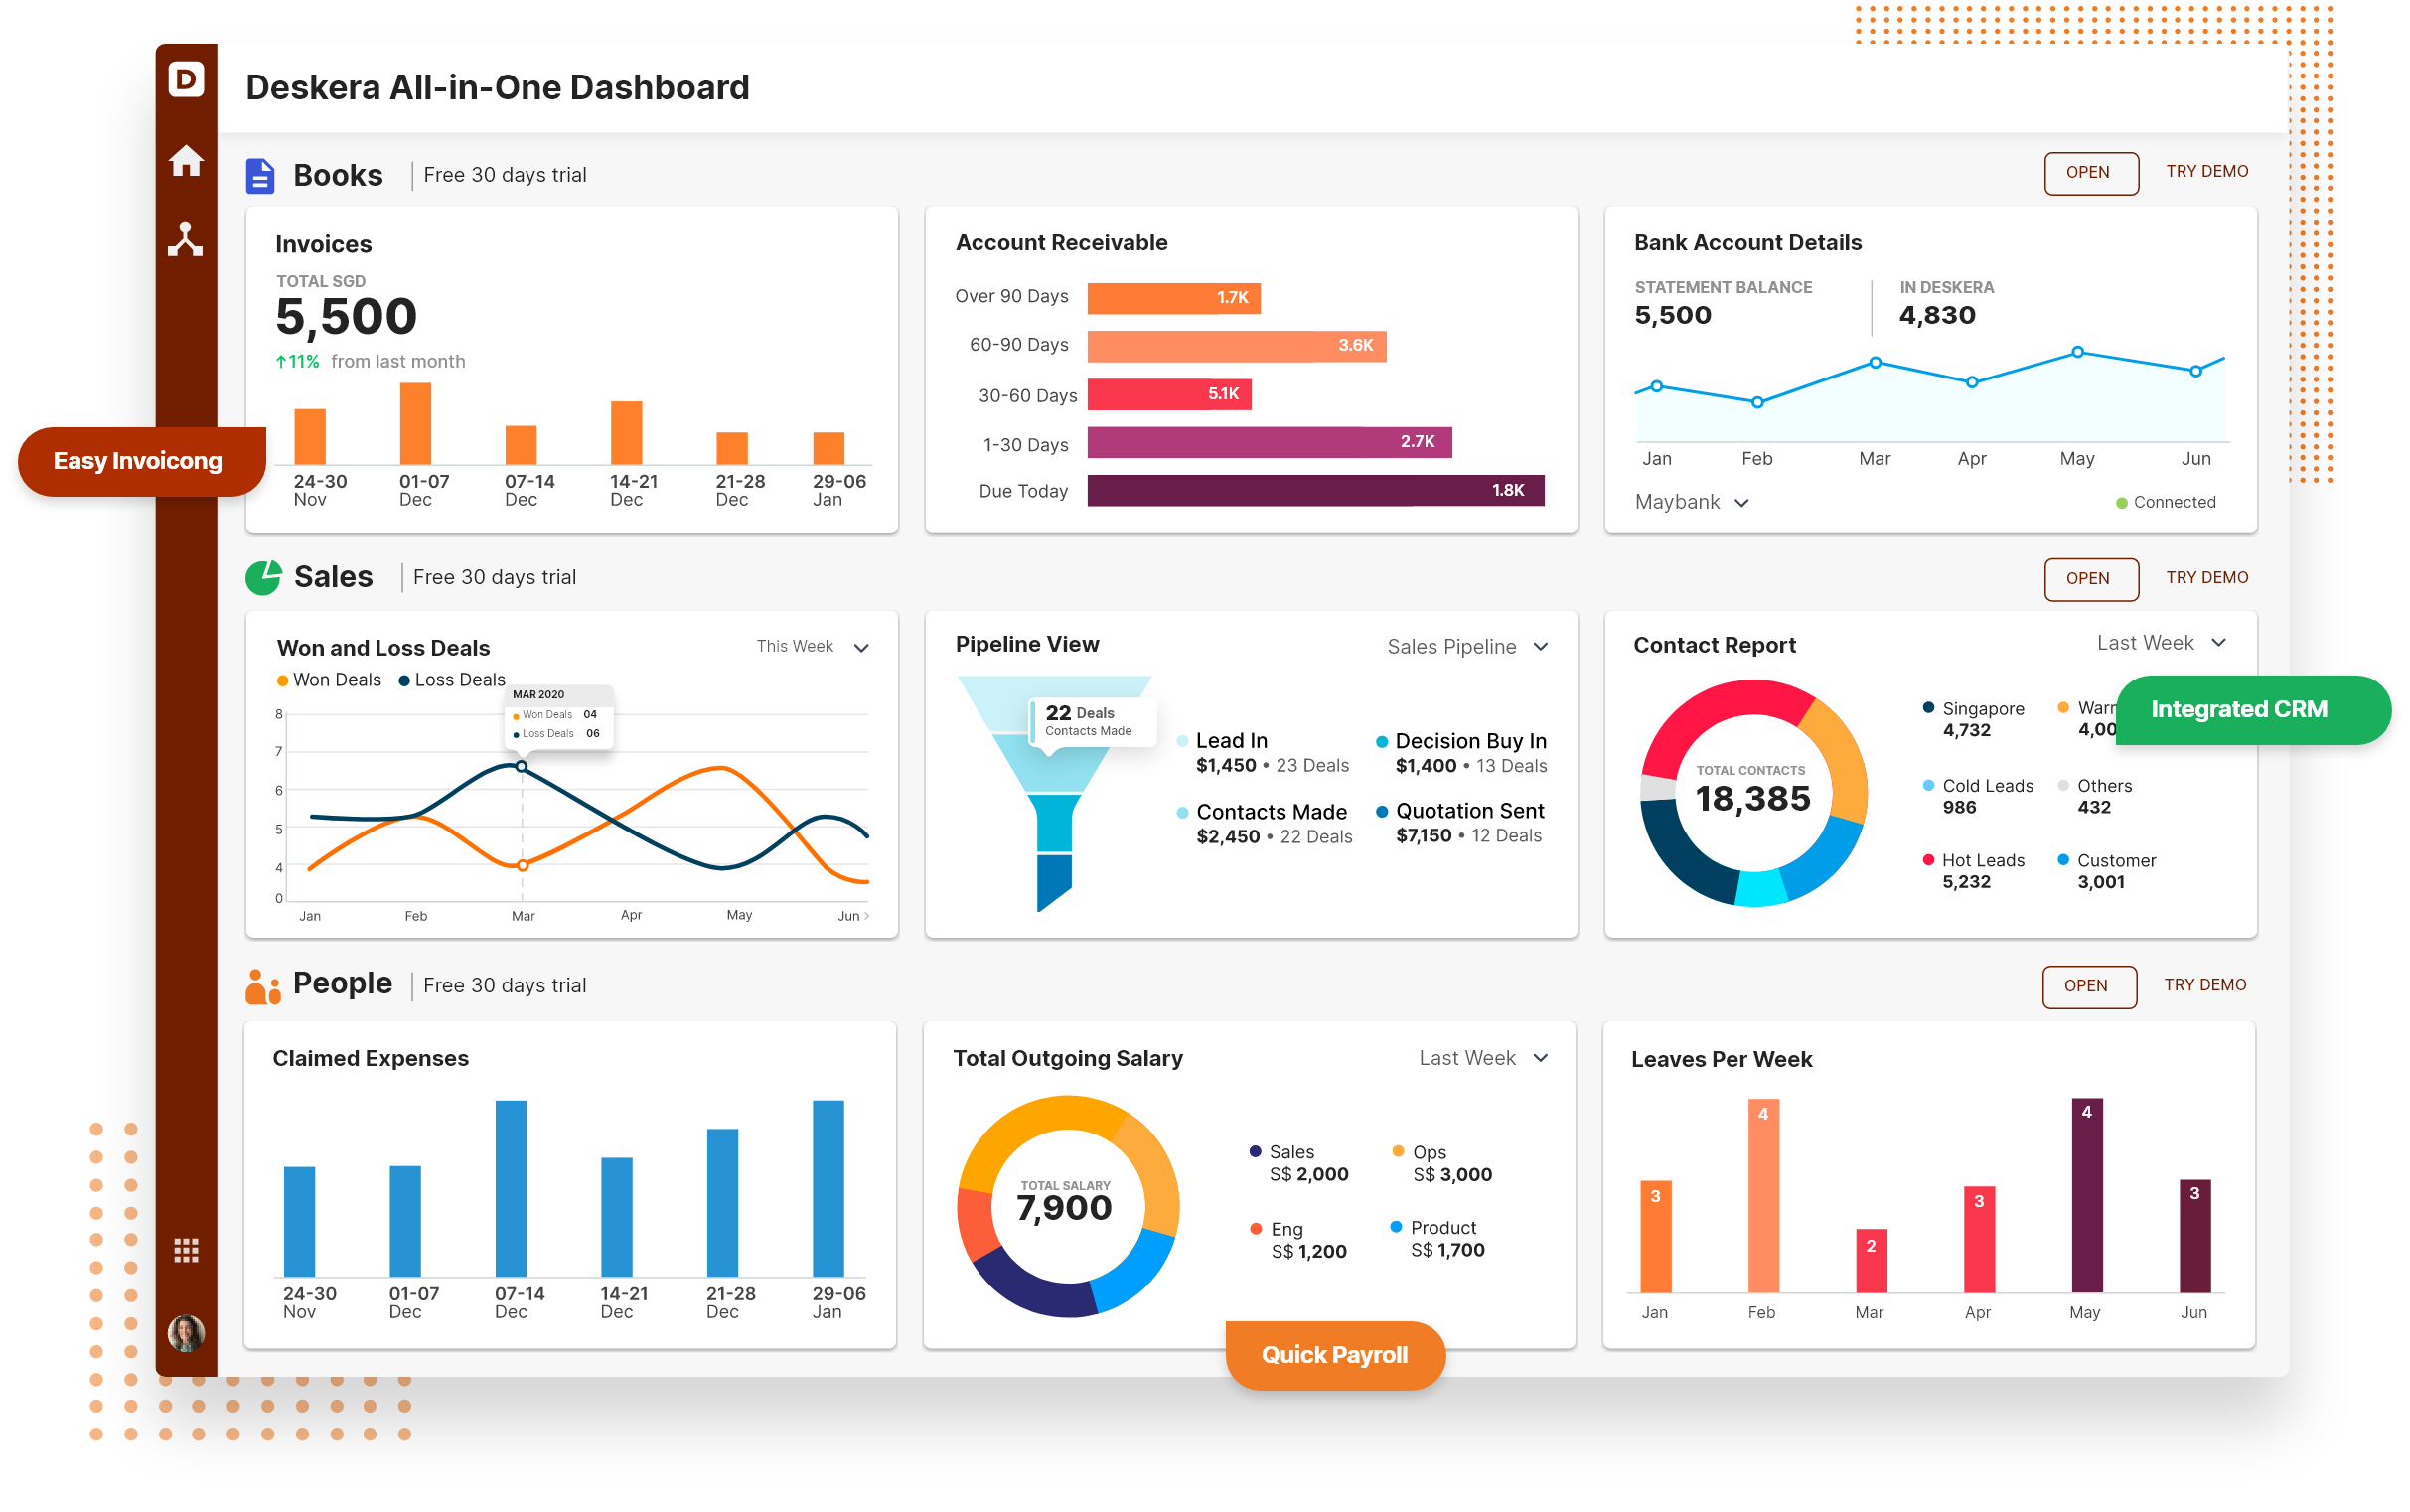 D
Deskera All-in-One Dashboard
Books
Free 30 days trial
OPEN
TRY DEMO
Invoices
TOTAL SGD
5,500
↑11% from last month
24-30
Nov
01-07
Dec
07-14
Dec
14-21
Dec
21-28
Dec
29-06
Jan
Easy Invoicong
Account Receivable
Over 90 Days 1.7K
60-90 Days 3.6K
30-60 Days 5.1K
1-30 Days 2.7K
Due Today 1.8K
Bank Account Details
STATEMENT BALANCE
5,500
IN DESKERA
4,830
Jan Feb Mar Apr May Jun
Maybank
Connected
Sales
Free 30 days trial
OPEN
TRY DEMO
Won and Loss Deals
This Week
Won Deals Loss Deals
MAR 2020
Won Deals 04
Loss Deals 06
8
7
6
5
4
0
Jan Feb Mar Apr May Jun >
Pipeline View
Sales Pipeline
22 Deals
Contacts Made
Lead In
$1,450 • 23 Deals
Decision Buy In
$1,400 • 13 Deals
Contacts Made
$2,450 • 22 Deals
Quotation Sent
$7,150 • 12 Deals
Contact Report
Last Week
TOTAL CONTACTS
18,385
Singapore
4,732
Cold Leads
986
Others
432
Hot Leads
5,232
Customer
3,001
Integrated CRM
People
Free 30 days trial
OPEN
TRY DEMO
Claimed Expenses
24-30
Nov
01-07
Dec
07-14
Dec
14-21
Dec
21-28
Dec
29-06
Jan
Total Outgoing Salary
Last Week
TOTAL SALARY
7,900
Sales
S$ 2,000
Ops
S$ 3,000
Eng
S$ 1,200
Product
S$ 1,700
Quick Payroll
Leaves Per Week
3 4 2 3 4 3
Jan Feb Mar Apr May Jun